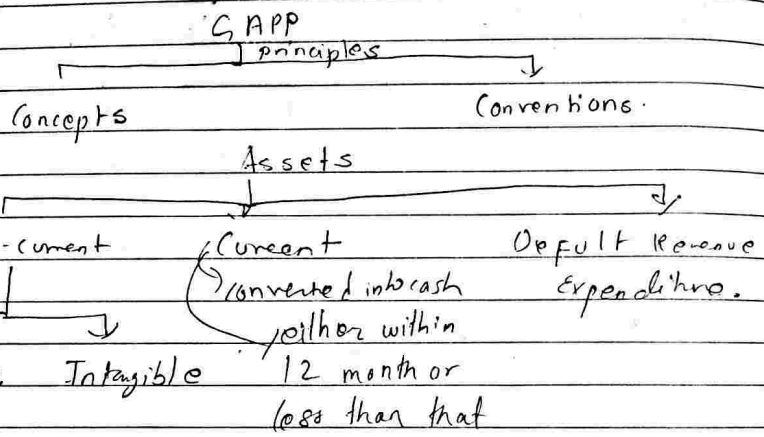 GAPP
principles
Concepts Conventions.
Assets
-current Current Defult Revenue
converted into cash Expenditure.
either within
Intangible 12 month or
less than that